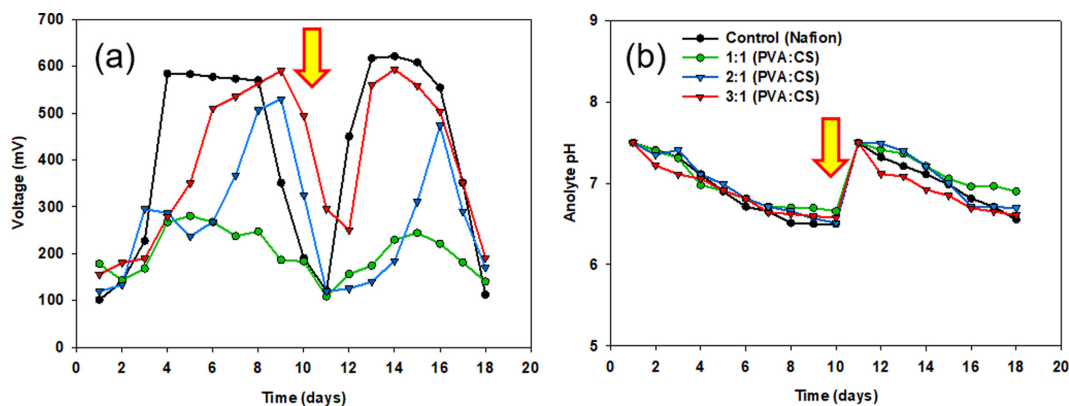 (a)
Voltage (mV)
700
600
500
400
300
200
100
0
0 2 4 6 8 10 12 14 16 18 20
Time (days)
(b)
Control (Nafion)
1:1 (PVA:CS)
2:1 (PVA:CS)
3:1 (PVA:CS)
Anolyte pH
9
8
7
6
5
0 2 4 6 8 10 12 14 16 18 20
Time (days)